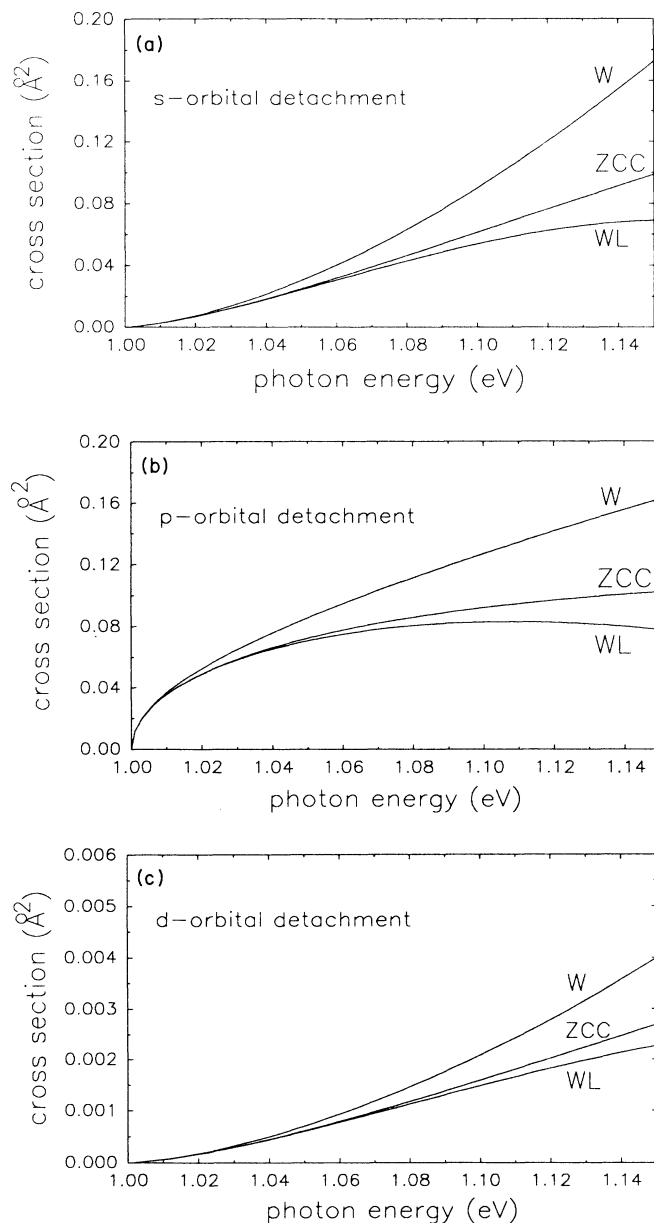 (a)
s-orbital detachment
W
ZCC
WL
cross section (Å²)
0.20
0.16
0.12
0.08
0.04
0.00
1.00 1.02 1.04 1.06 1.08 1.10 1.12 1.14
photon energy (eV)
(b)
p-orbital detachment
W
ZCC
WL
cross section (Å²)
0.20
0.16
0.12
0.08
0.04
0.00
1.00 1.02 1.04 1.06 1.08 1.10 1.12 1.14
photon energy (eV)
(c)
d-orbital detachment
W
ZCC
WL
cross section (Å²)
0.006
0.005
0.004
0.003
0.002
0.001
0.000
1.00 1.02 1.04 1.06 1.08 1.10 1.12 1.14
photon energy (eV)